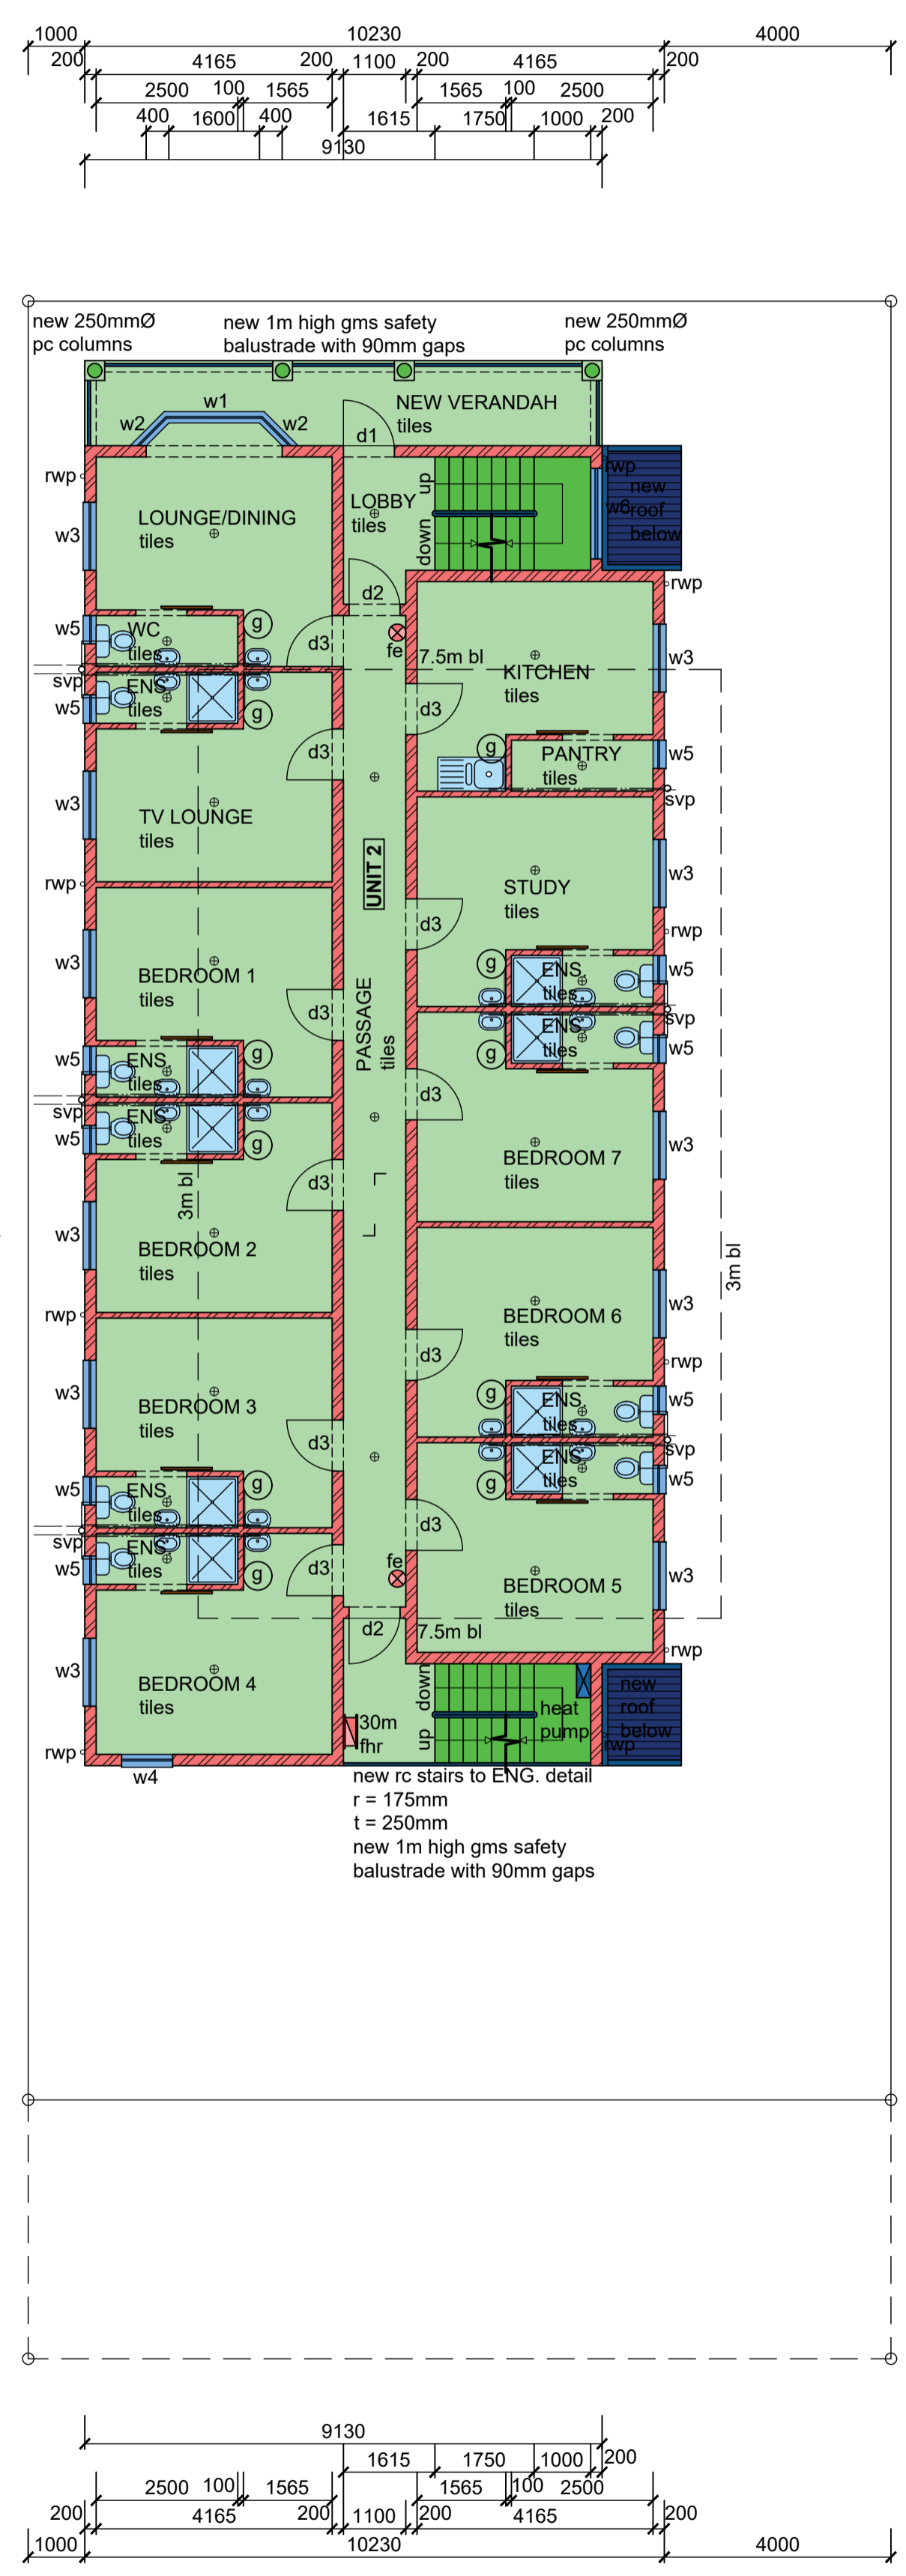 1000 10230 4000
200 4165 200 1100 200 4165 200
2500 100 1565 1565 100 2500
400 1600 400 1615 1750 1000 200
9130
new 250mmØ
pc columns
new 1m high gms safety
balustrade with 90mm gaps
new 250mmØ
pc columns
w1
w2 w2
d1
NEW VERANDAH
tiles
rwp
rwp
LOUNGE/DINING
tiles
LOBBY
tiles
up
down
w6
new
roof
below
w3
d2
rwp
w5
WC
tiles
g
d3
fe
7.5m bl
KITCHEN
tiles
w3
svp
ENS.
tiles
w5
g
d3
d3
g
PANTRY
tiles
w5
svp
w3
TV LOUNGE
tiles
UNIT 2
STUDY
tiles
w3
rwp
d3
rwp
w3
BEDROOM 1
tiles
g
ENS.
tiles
w5
d3
PASSAGE
tiles
svp
ENS.
tiles
g
w5
w5
ENS.
tiles
g
d3
svp
ENS.
tiles
w5
g
d3
3m bl
w3
BEDROOM 7
tiles
w3
w3
BEDROOM 2
tiles
3m bl
rwp
BEDROOM 6
tiles
w3
d3
rwp
w3
BEDROOM 3
tiles
d3
g
ENS.
tiles
w5
w5
ENS.
tiles
g
svp
svp
ENS.
tiles
w5
g
ENS.
tiles
w5
g
d3
d3
fe
BEDROOM 5
tiles
w3
d2
7.5m bl
rwp
w3
BEDROOM 4
tiles
30m
fhr
up
down
heat
pump
new
roof
below
rwp
rwp
w4
new rc stairs to ENG. detail
r = 175mm
t = 250mm
new 1m high gms safety
balustrade with 90mm gaps
9130
1615 1750 1000 200
2500 100 1565 1565 100 2500
200 4165 200 1100 200 4165 200
1000 10230 4000